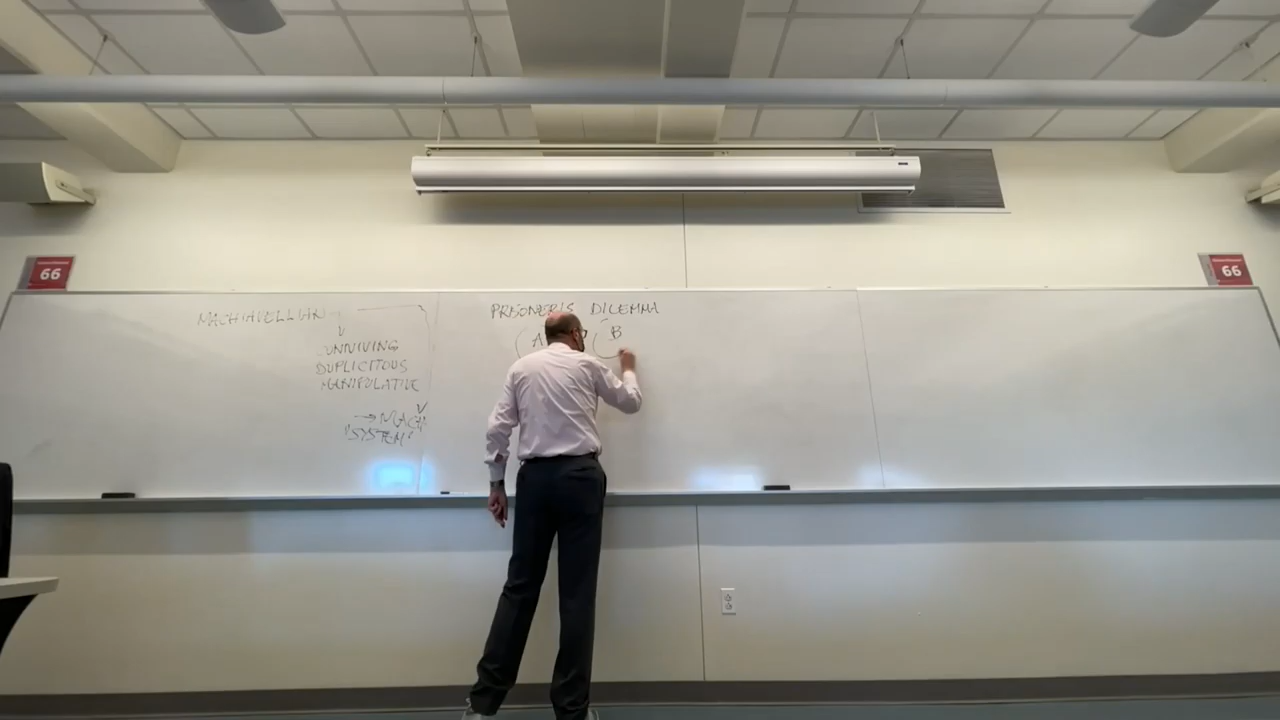 66
66
MACHIAVELLIAN
CONNIVING
DUPLICITOUS
MANIPULATIVE
→ "MACH"
"SYSTEM"
PRISONER'S DILEMMA
A
B